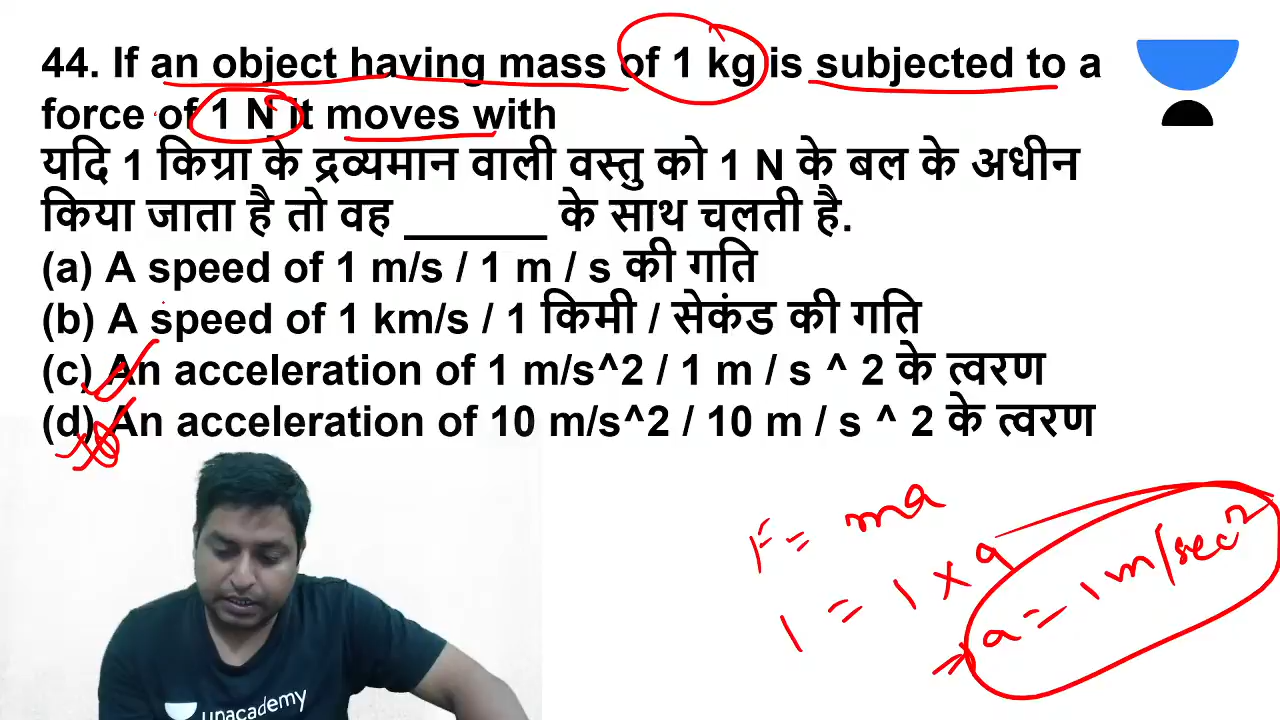 44. If an object having mass of 1 kg is subjected to a
force of 1 N it moves with
यदि 1 किग्रा के द्रव्यमान वाली वस्तु को 1 N के बल के अधीन
किया जाता है तो वह ______ के साथ चलती है.
(a) A speed of 1 m/s / 1 m / s की गति
(b) A speed of 1 km/s / 1 किमी / सेकंड की गति
(c) An acceleration of 1 m/s^2 / 1 m / s ^ 2 के त्वरण
(d) An acceleration of 10 m/s^2 / 10 m / s ^ 2 के त्वरण
F = ma
1 = 1 × a
⇒ a = 1 m/sec²
unacademy